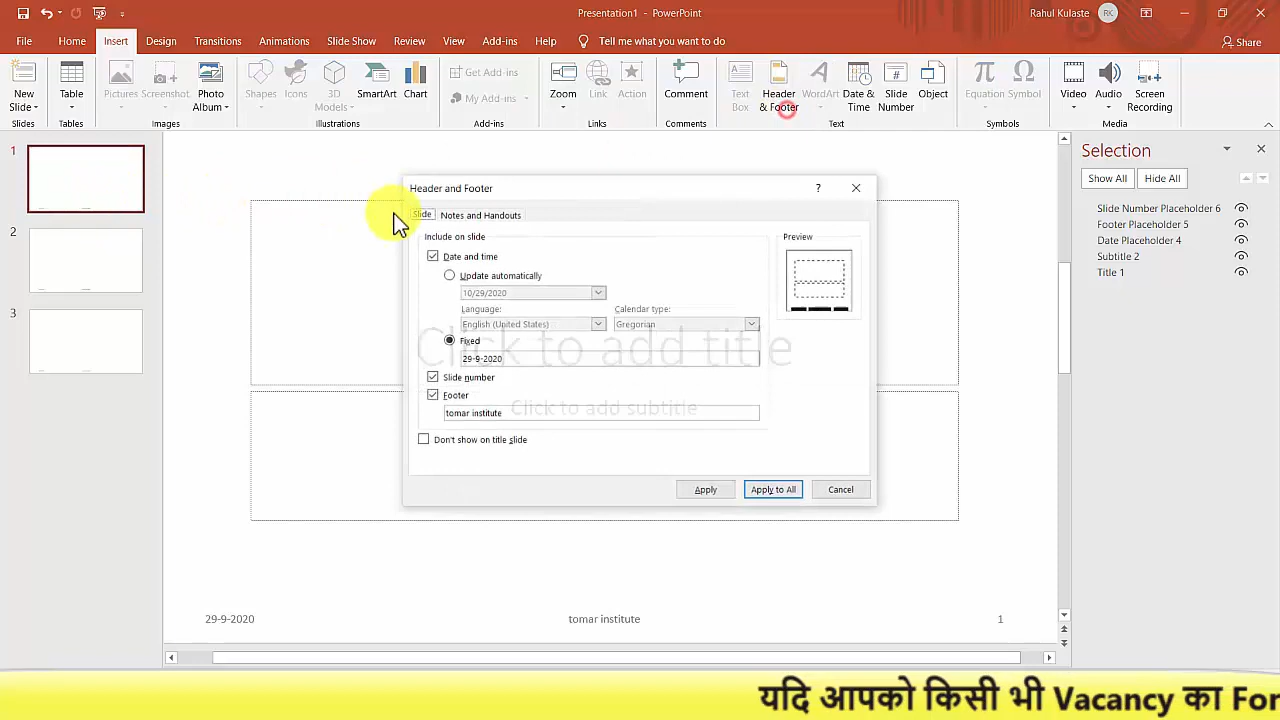 Presentation1 - PowerPoint
Rahul Kulaste
RK
File Home Insert Design Transitions Animations Slide Show Review View Add-ins Help Tell me what you want to do
Share
New Slide
Table
Pictures
Screenshot
Photo Album
Shapes
Icons
3D Models
SmartArt
Chart
Get Add-ins
My Add-ins
Zoom
Link
Action
Comment
Text Box
Header & Footer
WordArt
Date & Time
Slide Number
Object
Equation
Symbol
Video
Audio
Screen Recording
Slides Tables Images Illustrations Add-ins Links Comments Text Symbols Media
1
2
3
Header and Footer
?
Slide Notes and Handouts
Include on slide
Preview
Date and time
Update automatically
10/29/2020
Language: Calendar type:
English (United States) Gregorian
Fixed
29-9-2020
Slide number
Footer
tomar institute
Don't show on title slide
Apply Apply to All Cancel
Click to add title
Click to add subtitle
29-9-2020 tomar institute 1
Selection
Show All Hide All
Slide Number Placeholder 6
Footer Placeholder 5
Date Placeholder 4
Subtitle 2
Title 1
यदि आपको किसी भी Vacancy का For